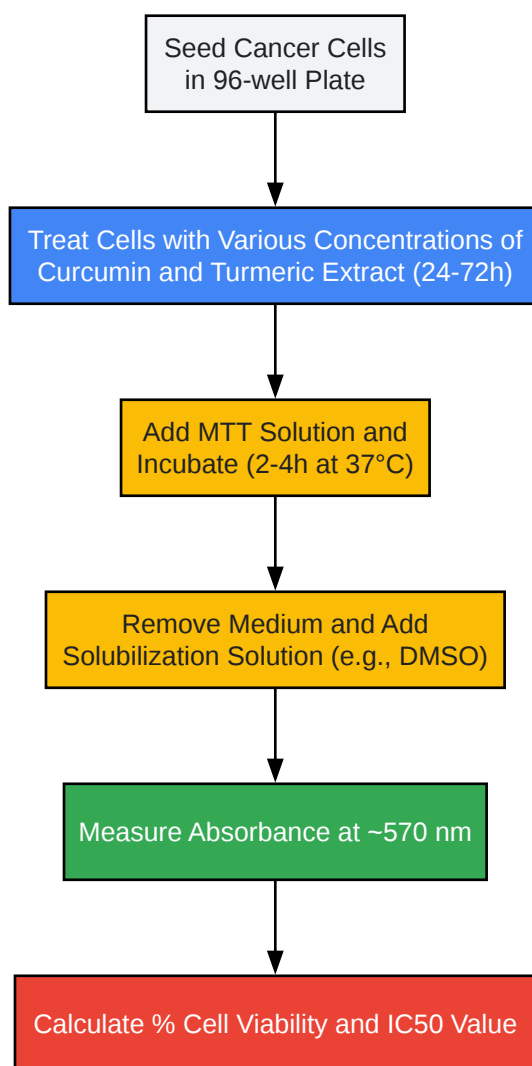 Seed Cancer Cells
in 96-well Plate
Treat Cells with Various Concentrations of
Curcumin and Turmeric Extract (24-72h)
Add MTT Solution and
Incubate (2-4h at 37°C)
Remove Medium and Add
Solubilization Solution (e.g., DMSO)
Measure Absorbance at ~570 nm
Calculate % Cell Viability and IC50 Value